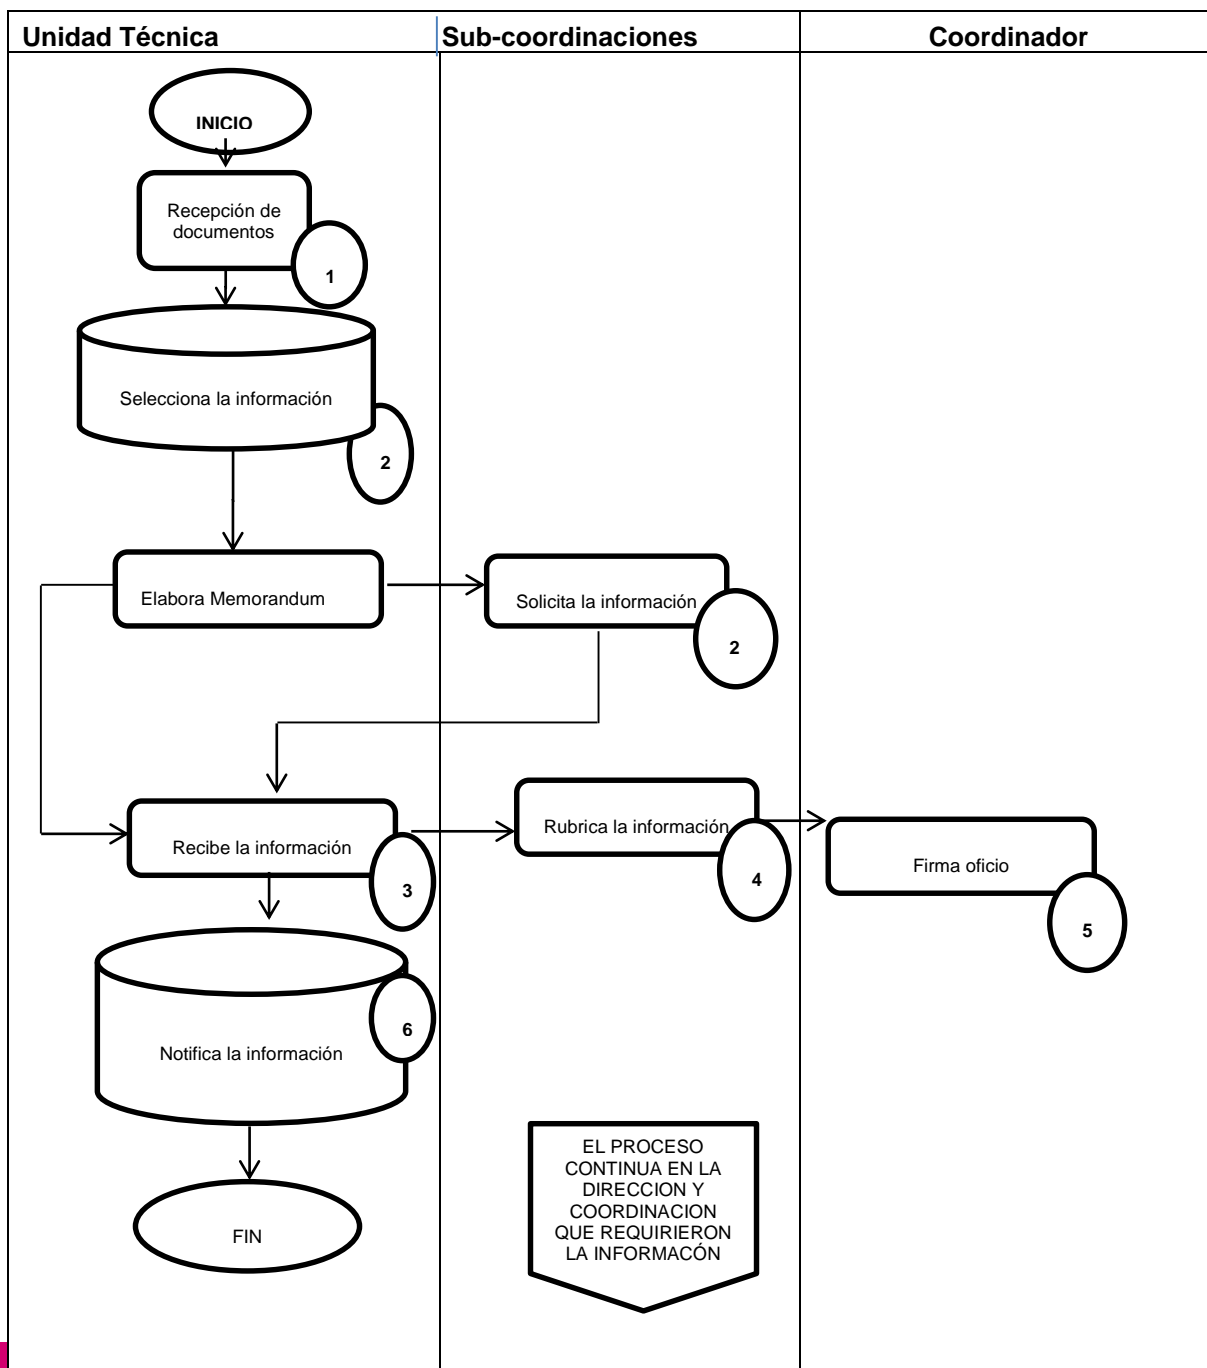 Unidad Técnica
Sub-coordinaciones
Coordinador
INICIO
Recepción de
documentos
1
Selecciona la información
2
Elabora Memorandum
Solicita la información
2
Recibe la información
3
Rubrica la información
4
Firma oficio
5
Notifica la información
6
FIN
EL PROCESO
CONTINUA EN LA
DIRECCION Y
COORDINACION
QUE REQUIRIERON
LA INFORMACÓN